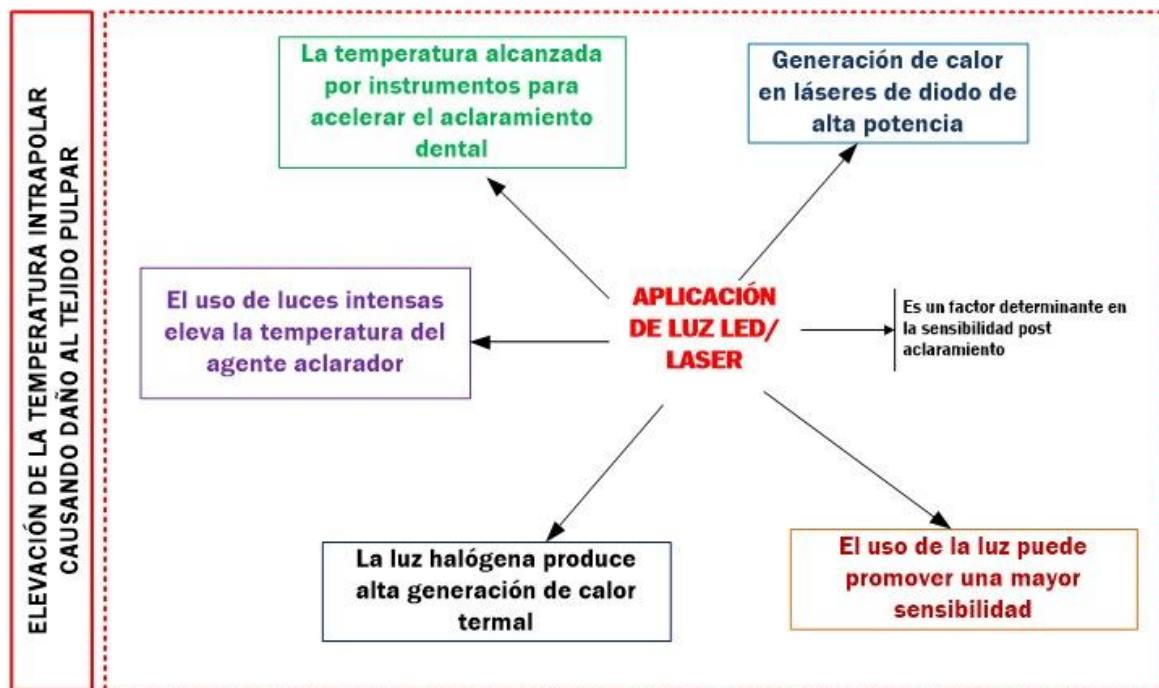 ELEVACIÓN DE LA TEMPERATURA INTRAPOLAR
CAUSANDO DAÑO AL TEJIDO PULPAR
La temperatura alcanzada
por instrumentos para
acelerar el aclaramiento
dental
Generación de calor
en láseres de diodo de
alta potencia
El uso de luces intensas
eleva la temperatura del
agente aclarador
APLICACIÓN
DE LUZ LED/
LASER
Es un factor determinante en
la sensibilidad post
aclaramiento
La luz halógena produce
alta generación de calor
termal
El uso de la luz puede
promover una mayor
sensibilidad